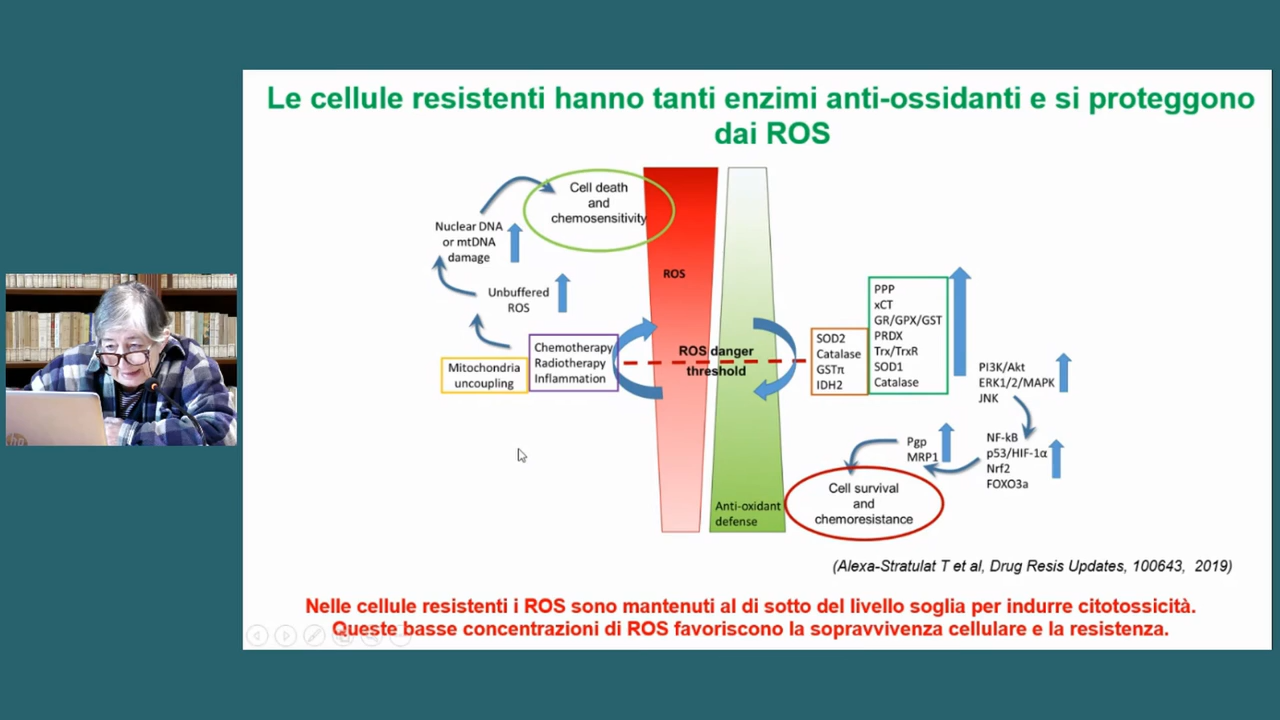 Le cellule resistenti hanno tanti enzimi anti-ossidanti e si proteggono
dai ROS
Cell death
and
chemosensitivity
Nuclear DNA
or mtDNA
damage
Unbuffered
ROS
Mitochondria
uncoupling
Chemotherapy
Radiotherapy
Inflammation
ROS
ROS danger
threshold
Anti-oxidant
defense
SOD2
Catalase
GSTπ
IDH2
PPP
xCT
GR/GPX/GST
PRDX
Trx/TrxR
SOD1
Catalase
PI3K/Akt
ERK1/2/MAPK
JNK
NF-kB
p53/HIF-1α
Nrf2
FOXO3a
Pgp
MRP1
Cell survival
and
chemoresistance
(Alexa-Stratulat T et al, Drug Resis Updates, 100643, 2019)
Nelle cellule resistenti i ROS sono mantenuti al di sotto del livello soglia per indurre citotossicità.
Queste basse concentrazioni di ROS favoriscono la sopravvivenza cellulare e la resistenza.
hp